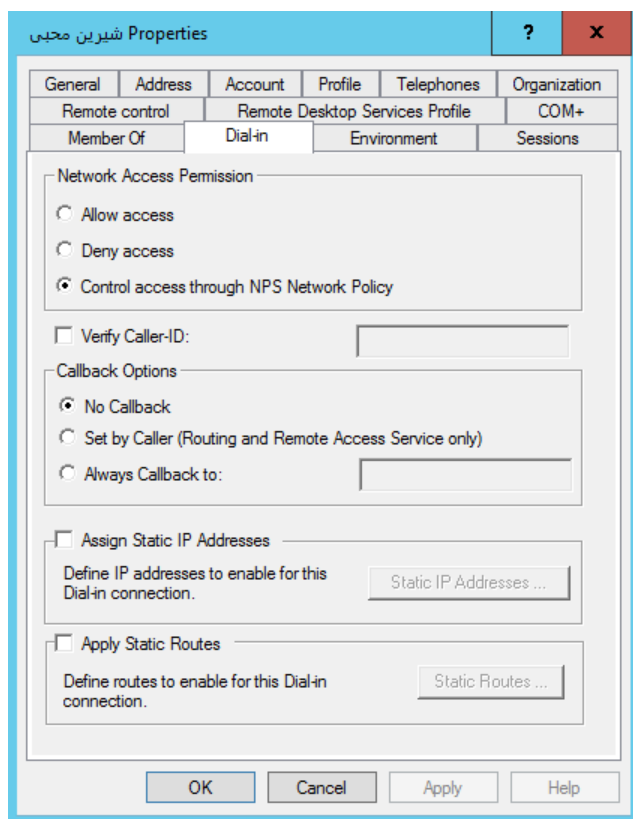 شیرین محبی Properties
? x
General Address Account Profile Telephones Organization
Remote control Remote Desktop Services Profile COM+
Member Of Dial-in Environment Sessions
Network Access Permission
Allow access
Deny access
Control access through NPS Network Policy
Verify Caller-ID:
Callback Options
No Callback
Set by Caller (Routing and Remote Access Service only)
Always Callback to:
Assign Static IP Addresses
Define IP addresses to enable for this
Dial-in connection.
Static IP Addresses ...
Apply Static Routes
Define routes to enable for this Dial-in
connection.
Static Routes ...
OK Cancel Apply Help